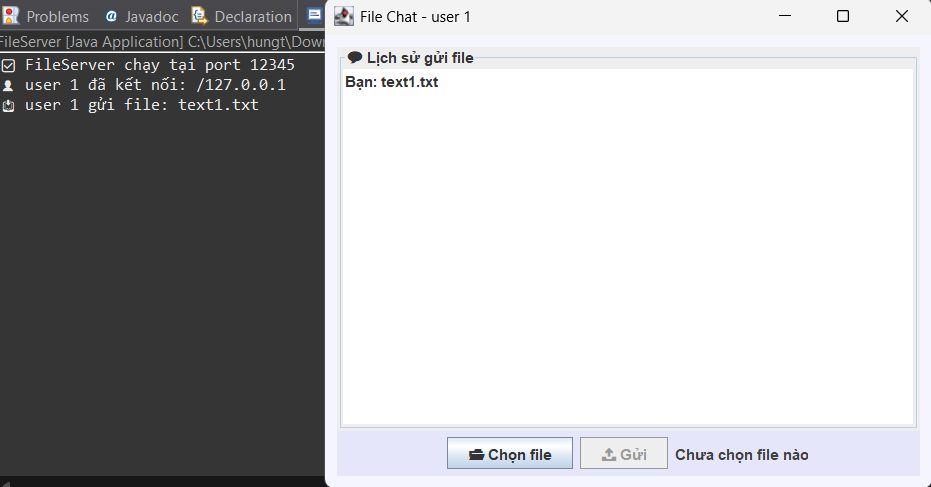 Problems
@ Javadoc
Declaration
FileServer [Java Application] C:\Users\hungt\Dow
FileServer chạy tại port 12345
user 1 đã kết nối: /127.0.0.1
user 1 gửi file: text1.txt
File Chat - user 1
Lịch sử gửi file
Bạn: text1.txt
Chọn file
Gửi
Chưa chọn file nào